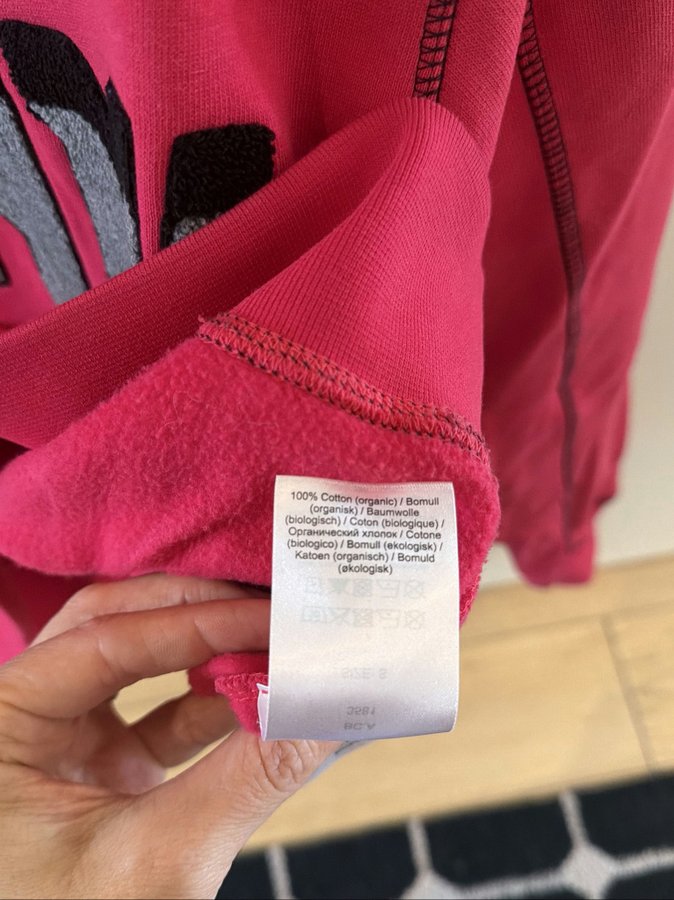 100% Cotton (organic) / Bomull
(organisk) / Baumwolle
(biologisch) / Coton (biologique) /
Органический хлопок / Cotone
(biologico) / Bomull (ekologisk) /
Katoen (organisch) / Bomuld
(økologisk)